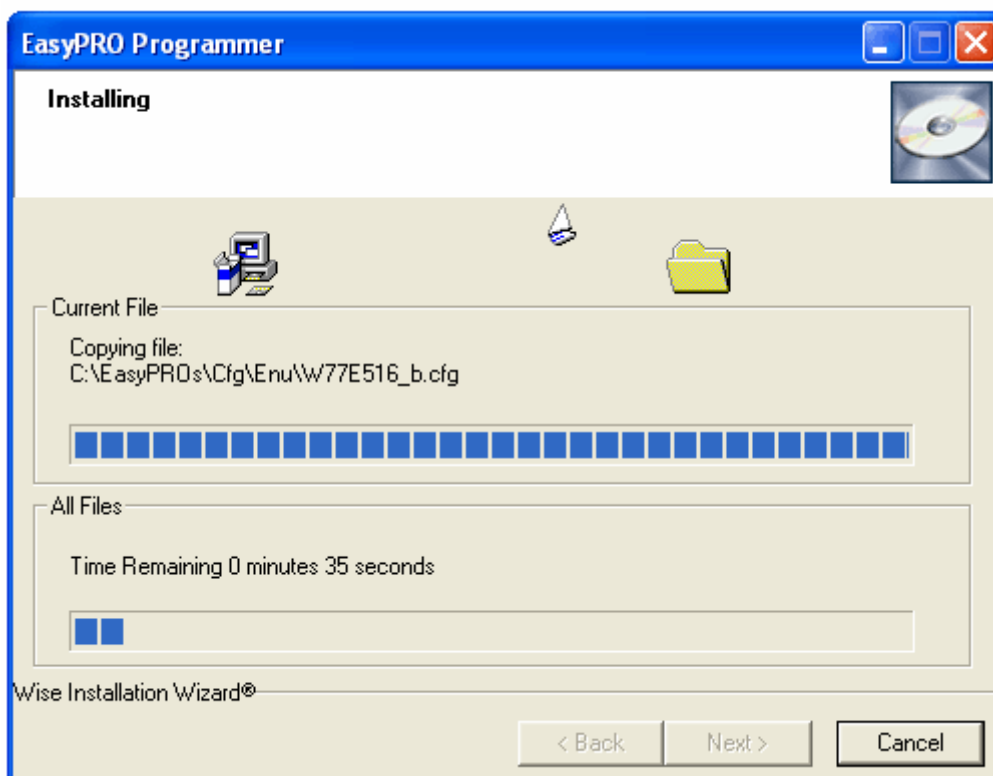 EasyPRO Programmer
Installing
Current File
Copying file:
C:\EasyPROs\Cfg\Enu\W77E516_b.cfg
All Files
Time Remaining 0 minutes 35 seconds
Wise Installation Wizard®
< Back
Next >
Cancel